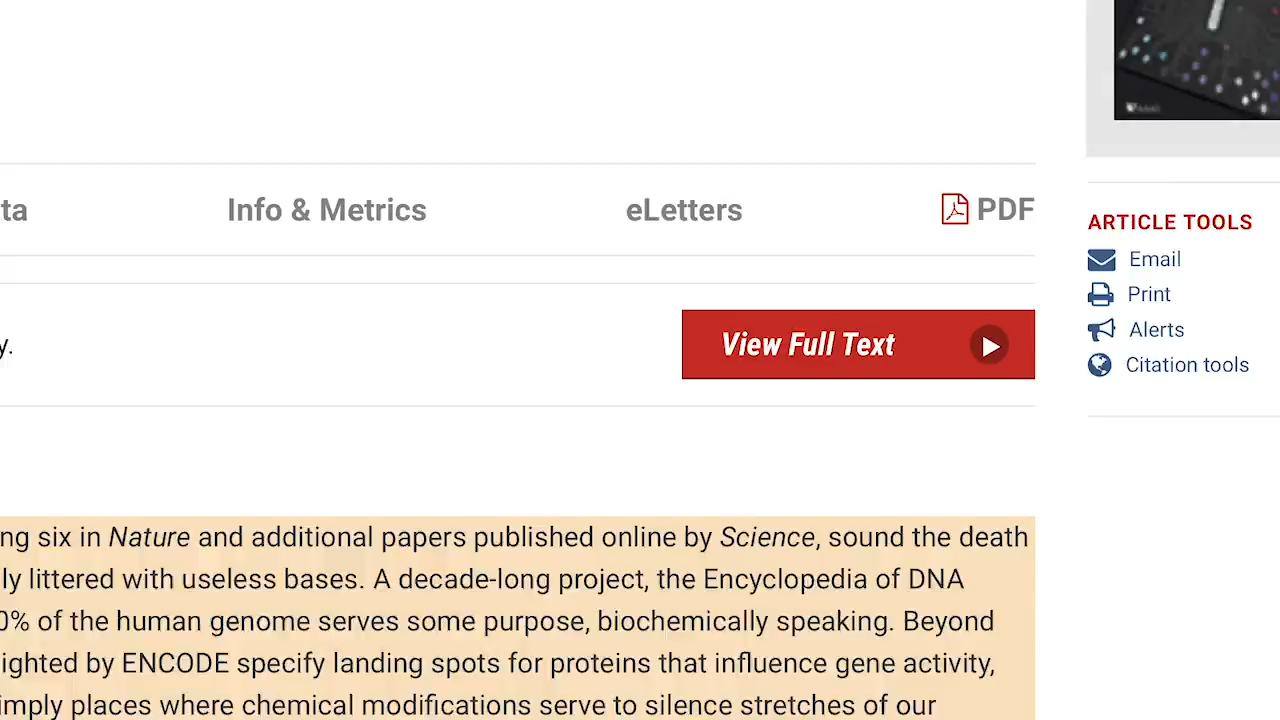 ta Info & Metrics eLetters PDF
y.
View Full Text
ARTICLE TOOLS
Email
Print
Alerts
Citation tools
ng six in Nature and additional papers published online by Science, sound the death
ly littered with useless bases. A decade-long project, the Encyclopedia of DNA
0% of the human genome serves some purpose, biochemically speaking. Beyond
ighted by ENCODE specify landing spots for proteins that influence gene activity,
imply places where chemical modifications serve to silence stretches of our